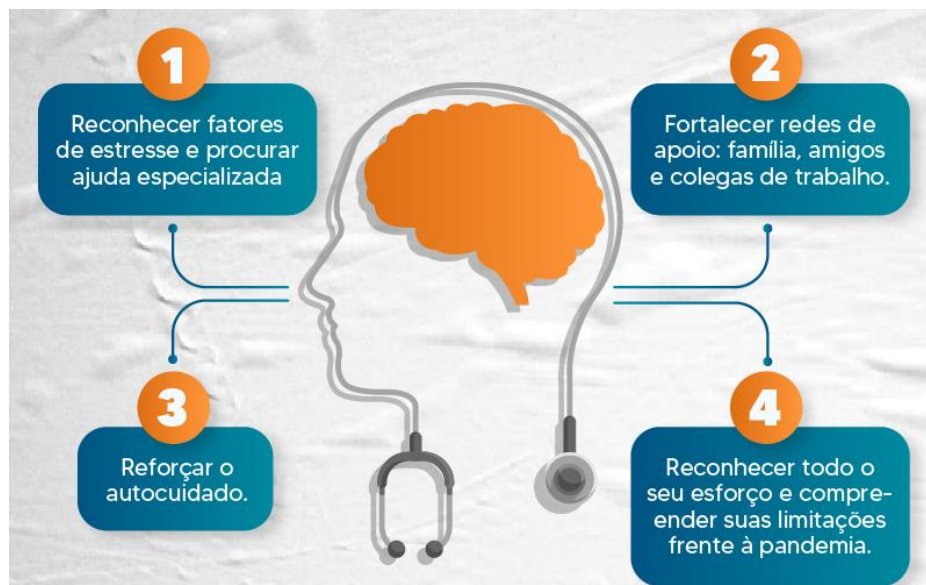 1
Reconhecer fatores
de estresse e procurar
ajuda especializada
2
Fortalecer redes de
apoio: família, amigos
e colegas de trabalho.
3
Reforçar o
autocuidado.
4
Reconhecer todo o
seu esforço e compre-
ender suas limitações
frente à pandemia.